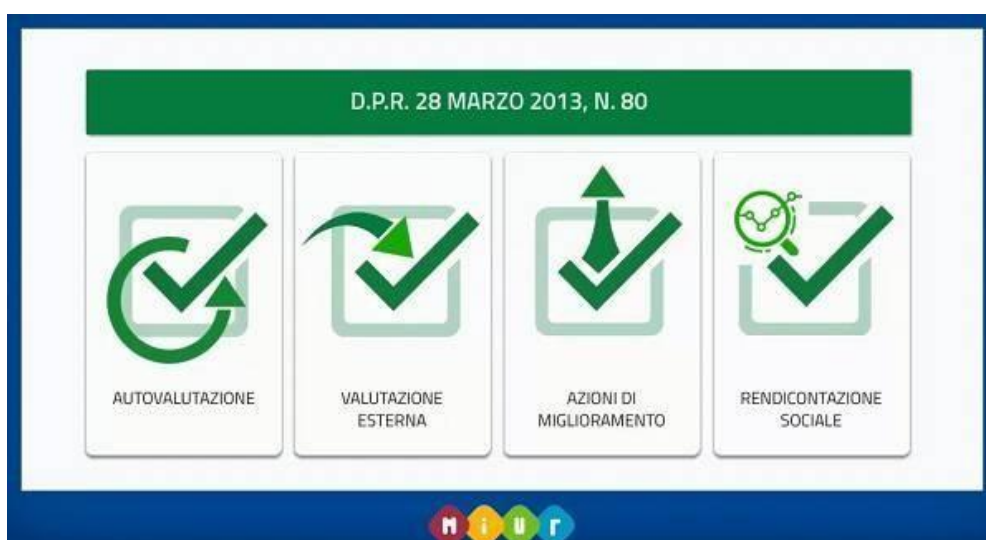 D.P.R. 28 MARZO 2013, N. 80
AUTOVALUTAZIONE
VALUTAZIONE
ESTERNA
AZIONI DI
MIGLIORAMENTO
RENDICONTAZIONE
SOCIALE
MiUr